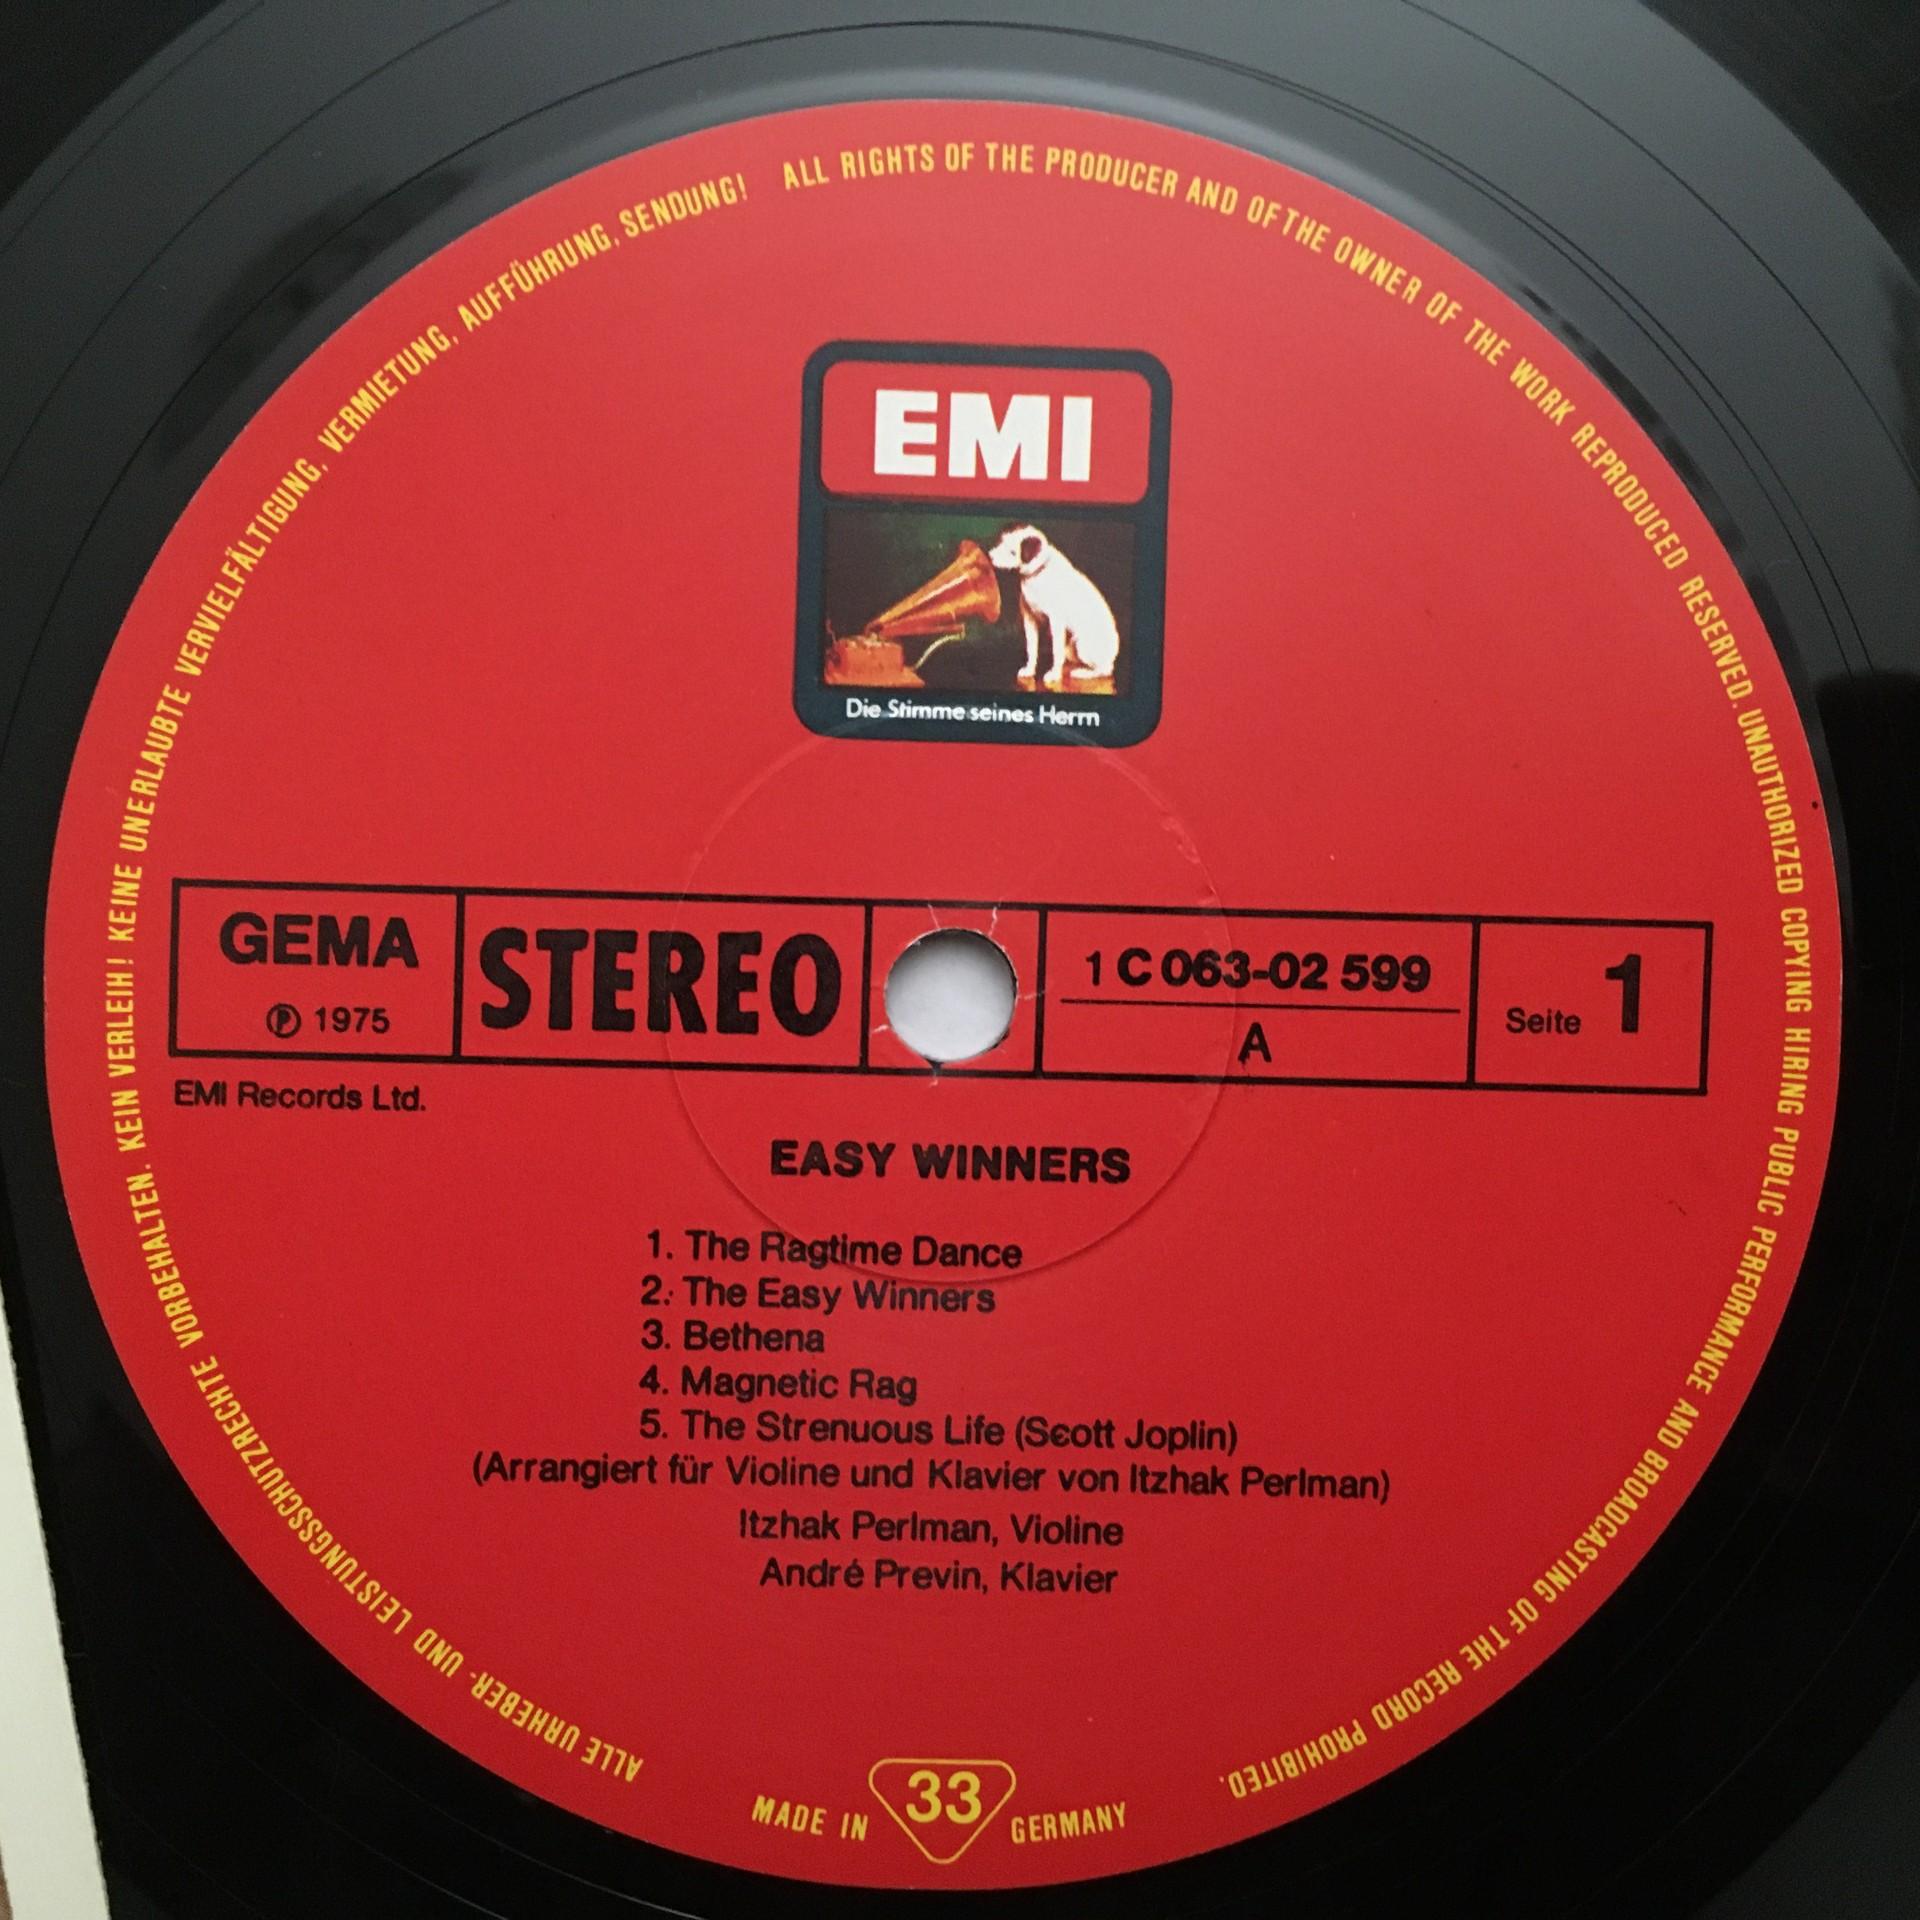 ALLE URHEBER- UND LEISTUNGSSCHUTZRECHTE VORBEHALTEN. KEIN VERLEIH! KEINE UNERLAUBTE VERVIELFÄLTIGUNG, VERMIETUNG, AUFFÜHRUNG, SENDUNG!
ALL RIGHTS OF THE PRODUCER AND OF THE OWNER OF THE WORK REPRODUCED RESERVED. UNAUTHORIZED COPYING HIRING PUBLIC PERFORMANCE AND BROADCASTING OF THE RECORD PROHIBITED.
EMI
Die Stimme seines Herrn
GEMA
℗ 1975
STEREO
1 C 063-02 599
A
Seite 1
EMI Records Ltd.
EASY WINNERS
1. The Ragtime Dance
2. The Easy Winners
3. Bethena
4. Magnetic Rag
5. The Strenuous Life (Scott Joplin)
(Arrangiert für Violine und Klavier von Itzhak Perlman)
Itzhak Perlman, Violine
André Previn, Klavier
MADE IN 33 GERMANY